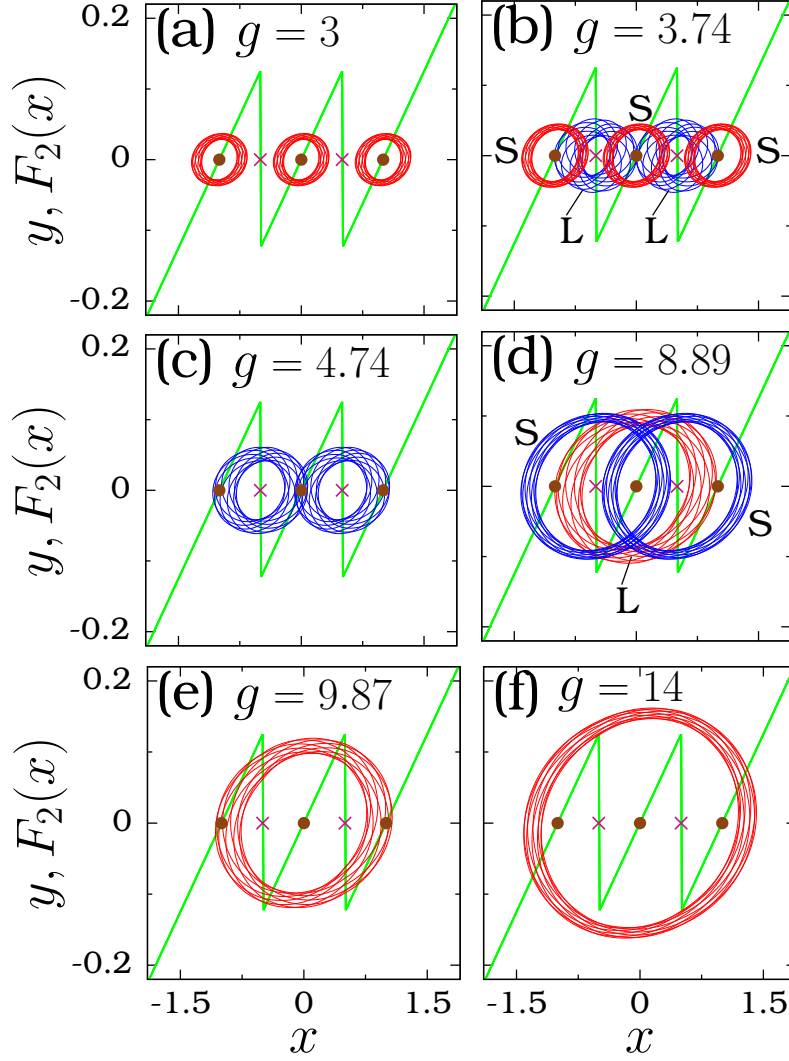 (a) g = 3
(b) g = 3.74
0.2
0
-0.2
y, F₂(x)
S
S
S
L
L
(c) g = 4.74
(d) g = 8.89
0.2
0
-0.2
y, F₂(x)
S
S
L
(e) g = 9.87
(f) g = 14
0.2
0
-0.2
y, F₂(x)
-1.5 0 1.5
-1.5 0 1.5
x
x